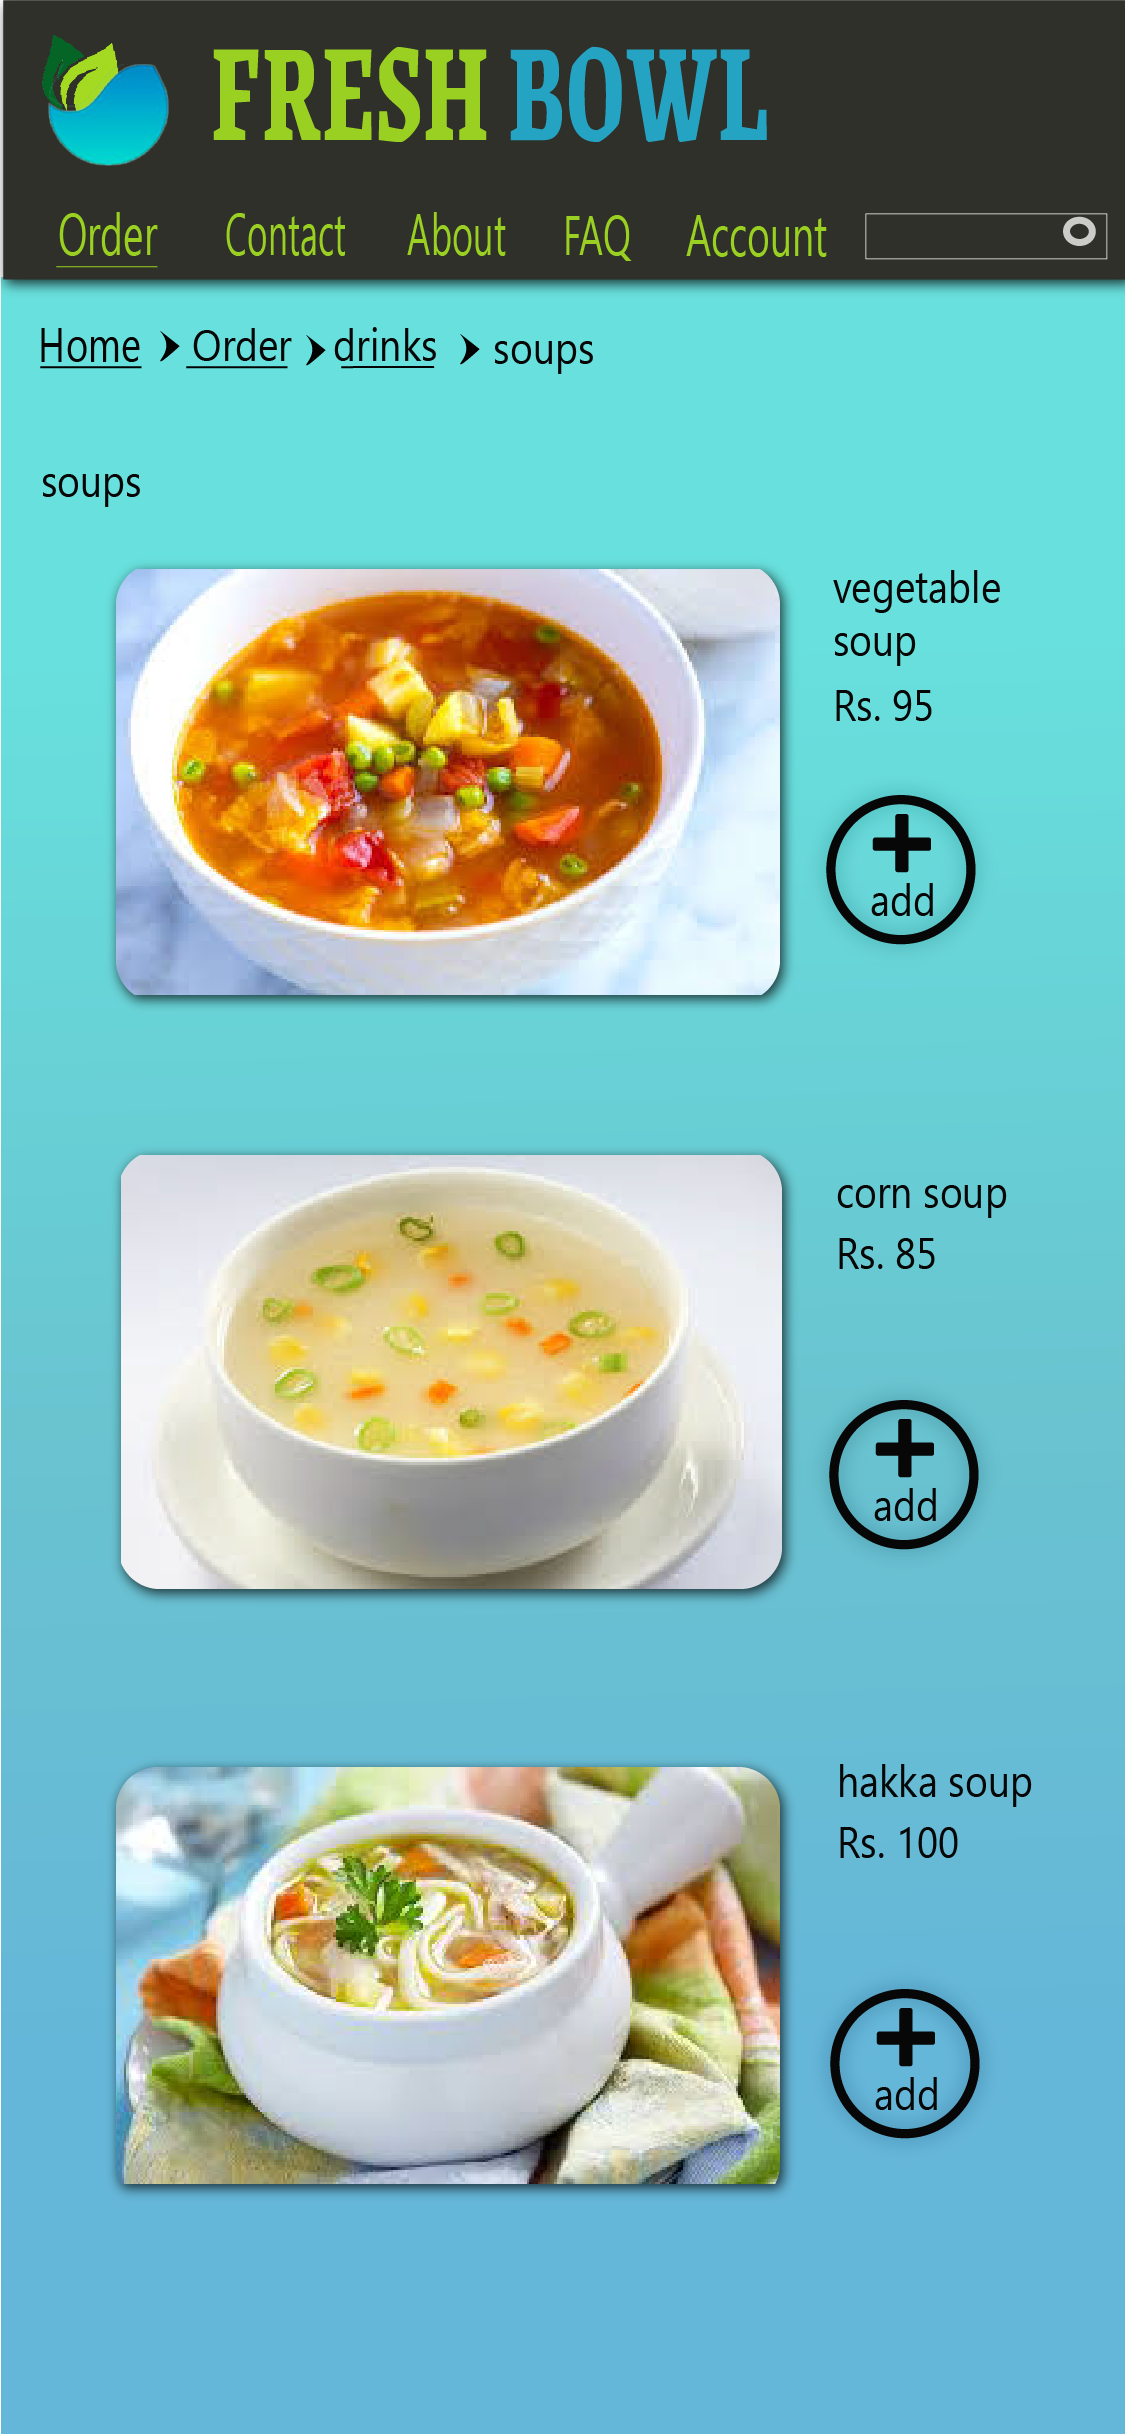 FRESH BOWL
Order Contact About FAQ Account
Home Order drinks soups
soups
vegetable
soup
Rs. 95
add
corn soup
Rs. 85
add
hakka soup
Rs. 100
add